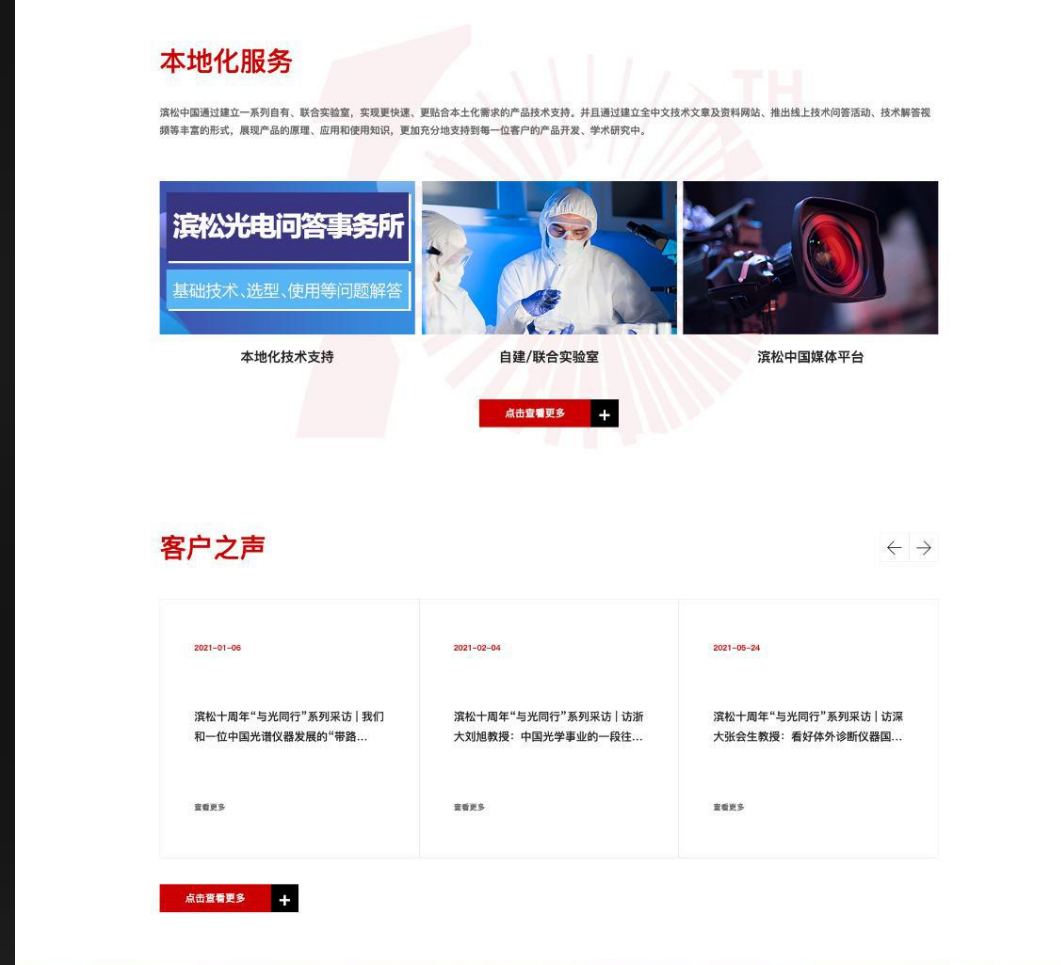 本地化服务
TH
滨松中国通过建立一系列自有、联合实验室，实现更快速、更贴合本土化需求的产品技术支持。并且通过建立全中文技术文章及资料网站、推出线上技术问答活动、技术解答视
频等丰富的形式，展现产品的原理、应用和使用知识，更加充分地支持到每一位客户的产品开发、学术研究中。
滨松光电问答事务所
基础技术、选型、使用等问题解答
本地化技术支持
自建/联合实验室
滨松中国媒体平台
点击查看更多 +
客户之声
← →
2021-01-06
滨松十周年“与光同行”系列采访 | 我们
和一位中国光谱仪器发展的“带路...
查看更多
2021-02-04
滨松十周年“与光同行”系列采访 | 访浙
大刘旭教授：中国光学事业的一段往...
查看更多
2021-05-24
滨松十周年“与光同行”系列采访 | 访深
大张会生教授：看好体外诊断仪器国...
查看更多
点击查看更多 +